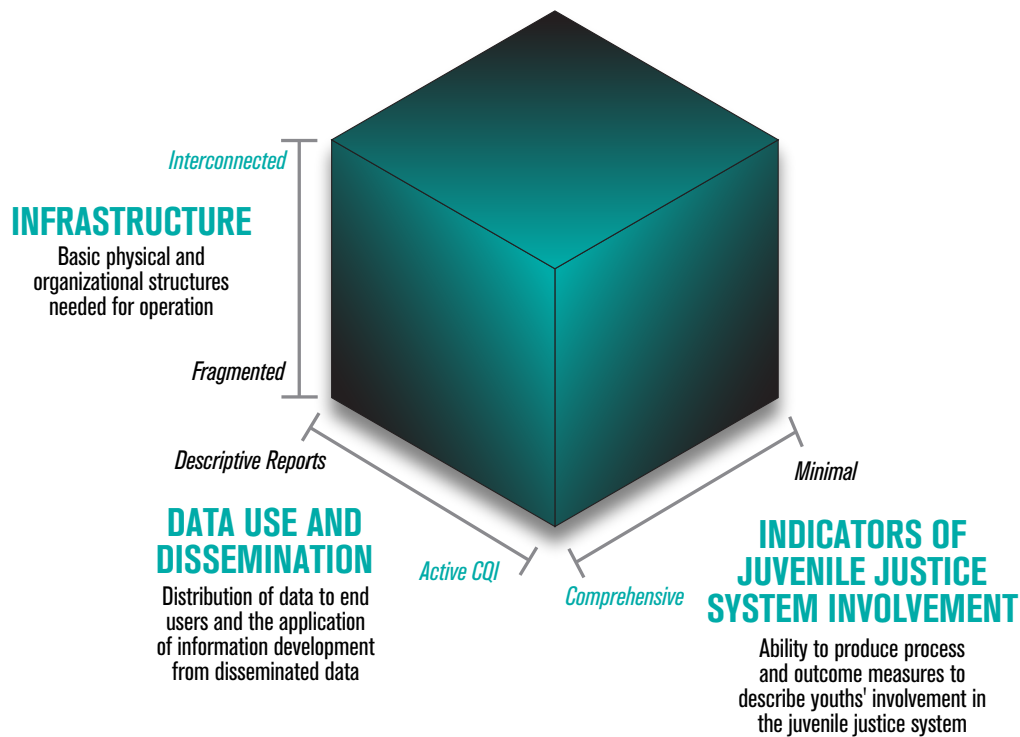 Interconnected
INFRASTRUCTURE
Basic physical and
organizational structures
needed for operation
Fragmented
Descriptive Reports
DATA USE AND
DISSEMINATION
Distribution of data to end
users and the application
of information development
from disseminated data
Active CQI
Comprehensive
Minimal
INDICATORS OF
JUVENILE JUSTICE
SYSTEM INVOLVEMENT
Ability to produce process
and outcome measures to
describe youths' involvement in
the juvenile justice system